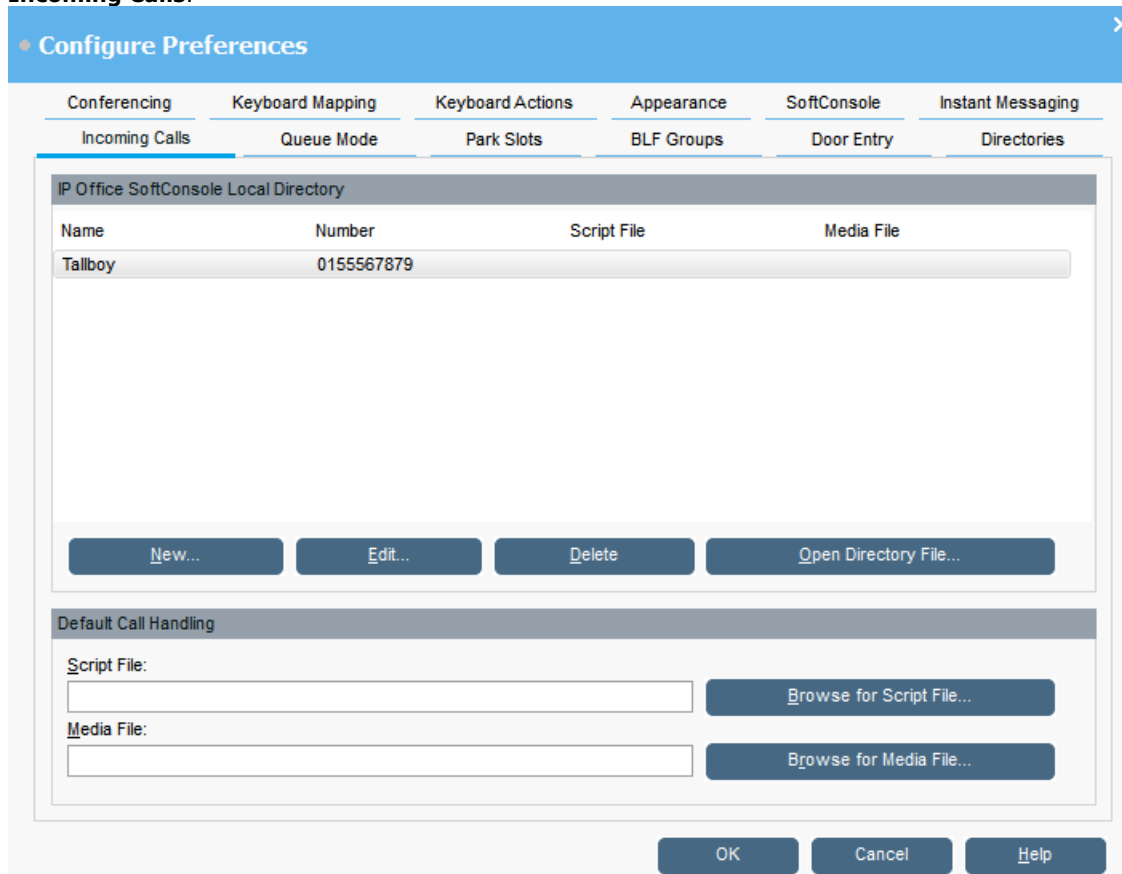 Incoming Calls.
Configure Preferences
Conferencing Keyboard Mapping Keyboard Actions Appearance SoftConsole Instant Messaging
Incoming Calls Queue Mode Park Slots BLF Groups Door Entry Directories
IP Office SoftConsole Local Directory
Name Number Script File Media File
Tallboy 0155567879
New... Edit... Delete Open Directory File...
Default Call Handling
Script File:
Browse for Script File...
Media File:
Browse for Media File...
OK Cancel Help